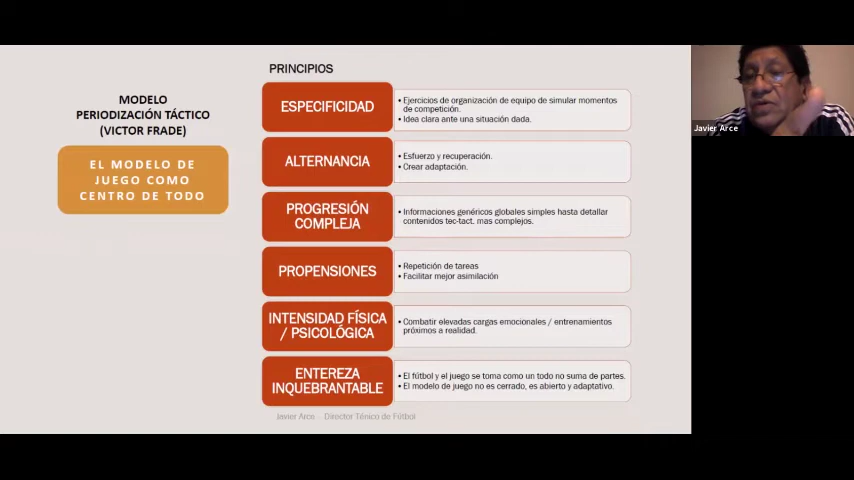 PRINCIPIOS
MODELO
PERIODIZACIÓN TÁCTICO
(VICTOR FRADE)
EL MODELO DE
JUEGO COMO
CENTRO DE TODO
ESPECIFICIDAD
• Ejercicios de organización de equipo de simular momentos
de competición.
• Idea clara ante una situación dada.
ALTERNANCIA
• Esfuerzo y recuperación.
• Crear adaptación.
PROGRESIÓN
COMPLEJA
• Informaciones genéricos globales simples hasta detallar
contenidos tec-tact. mas complejos.
PROPENSIONES
• Repetición de tareas
• Facilitar mejor asimilación
INTENSIDAD FÍSICA
/ PSICOLÓGICA
• Combatir elevadas cargas emocionales / entrenamientos
próximos a realidad.
ENTEREZA
INQUEBRANTABLE
• El fútbol y el juego se toma como un todo no suma de partes.
• El modelo de juego no es cerrado, es abierto y adaptativo.
Javier Arce - Director Ténico de Fútbol
Javier Arce